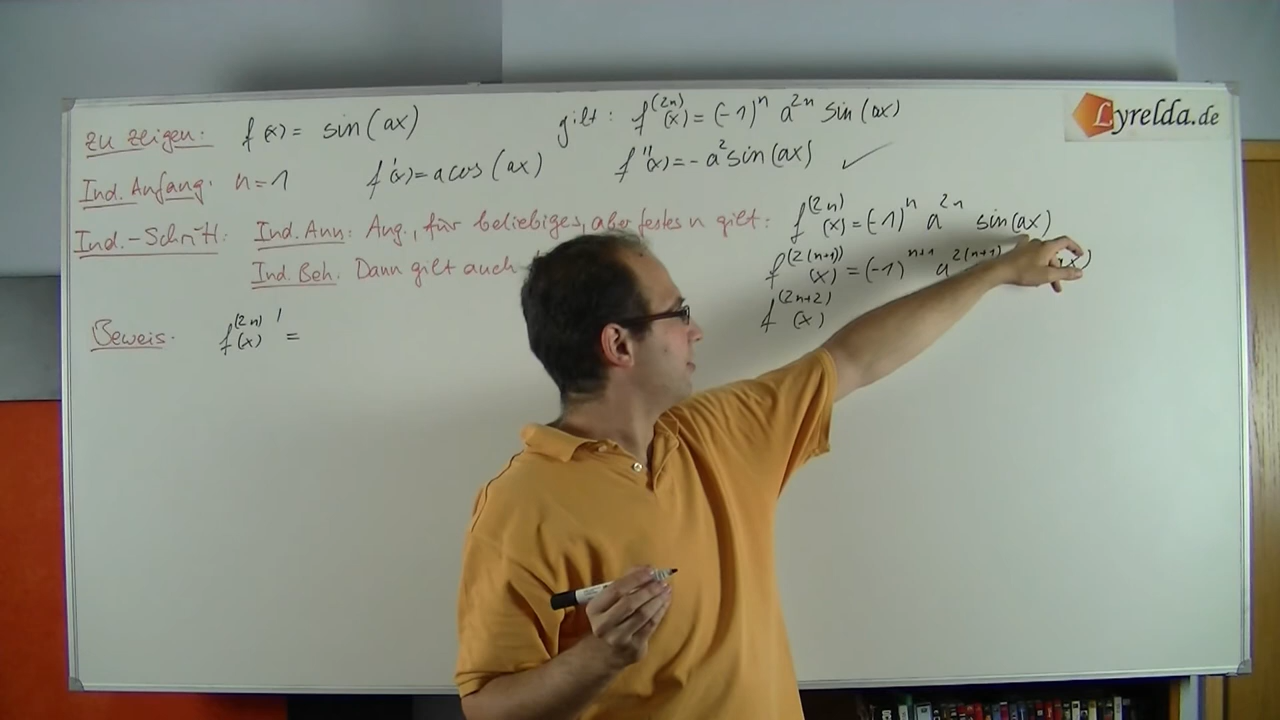 Lyrelda.de
Zu zeigen: f(x) = sin(ax) gilt: f^(2n)(x) = (-1)^n a^2n sin(ax)
Ind. Anfang: n=1 f'(x) = a cos(ax) f''(x) = -a² sin(ax) ✓
Ind.-Schritt: Ind. Ann: Ang., für beliebiges, aber festes n gilt: f^(2n)(x) = (-1)^n a^2n sin(ax)
Ind. Beh. Dann gilt auch f^(2(n+1))(x) = (-1)^n+1 a^2(n+1)
f^(2n+2)(x)
Beweis. f^(2n)(x)' =